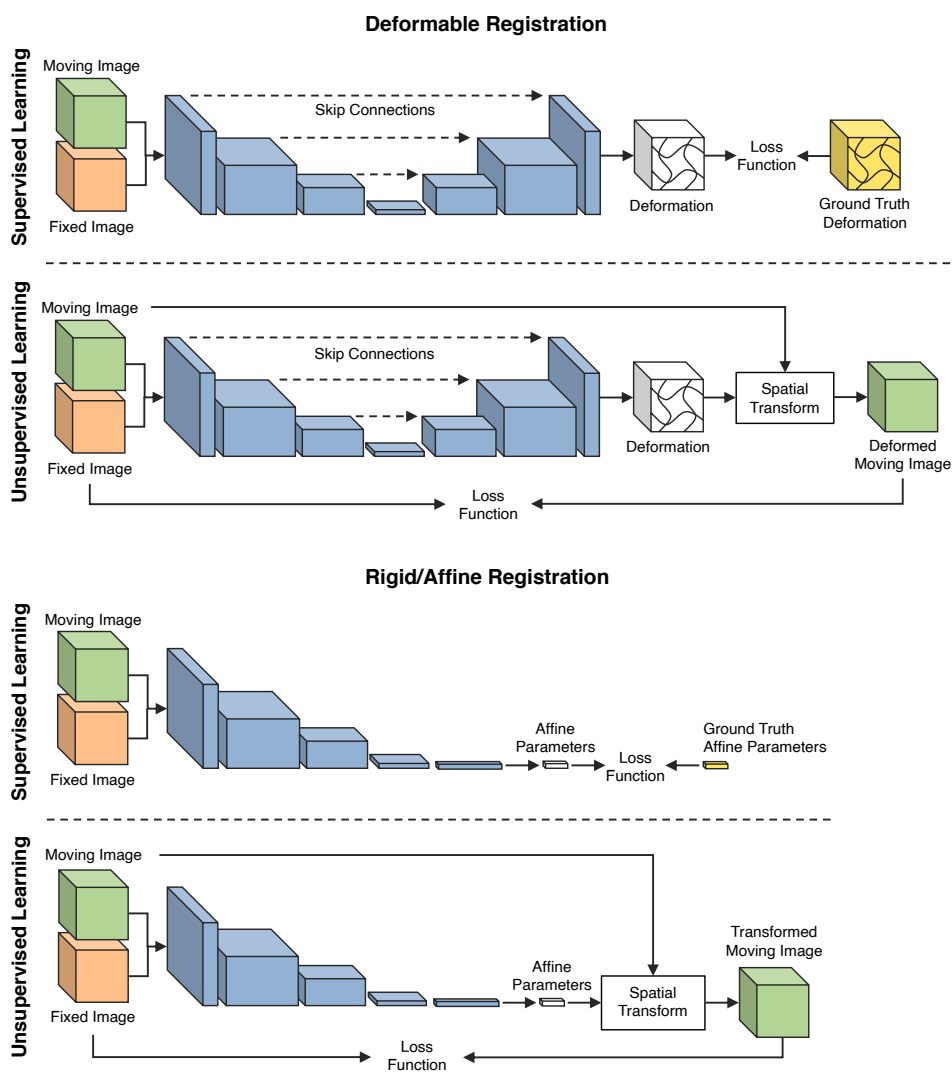 Deformable Registration
Supervised Learning
Moving Image
Skip Connections
Fixed Image
Deformation
Loss
Function
Ground Truth
Deformation
Unsupervised Learning
Moving Image
Skip Connections
Fixed Image
Deformation
Spatial
Transform
Deformed
Moving Image
Loss
Function
Rigid/Affine Registration
Supervised Learning
Moving Image
Fixed Image
Affine
Parameters
Loss
Function
Ground Truth
Affine Parameters
Unsupervised Learning
Moving Image
Fixed Image
Affine
Parameters
Spatial
Transform
Transformed
Moving Image
Loss
Function